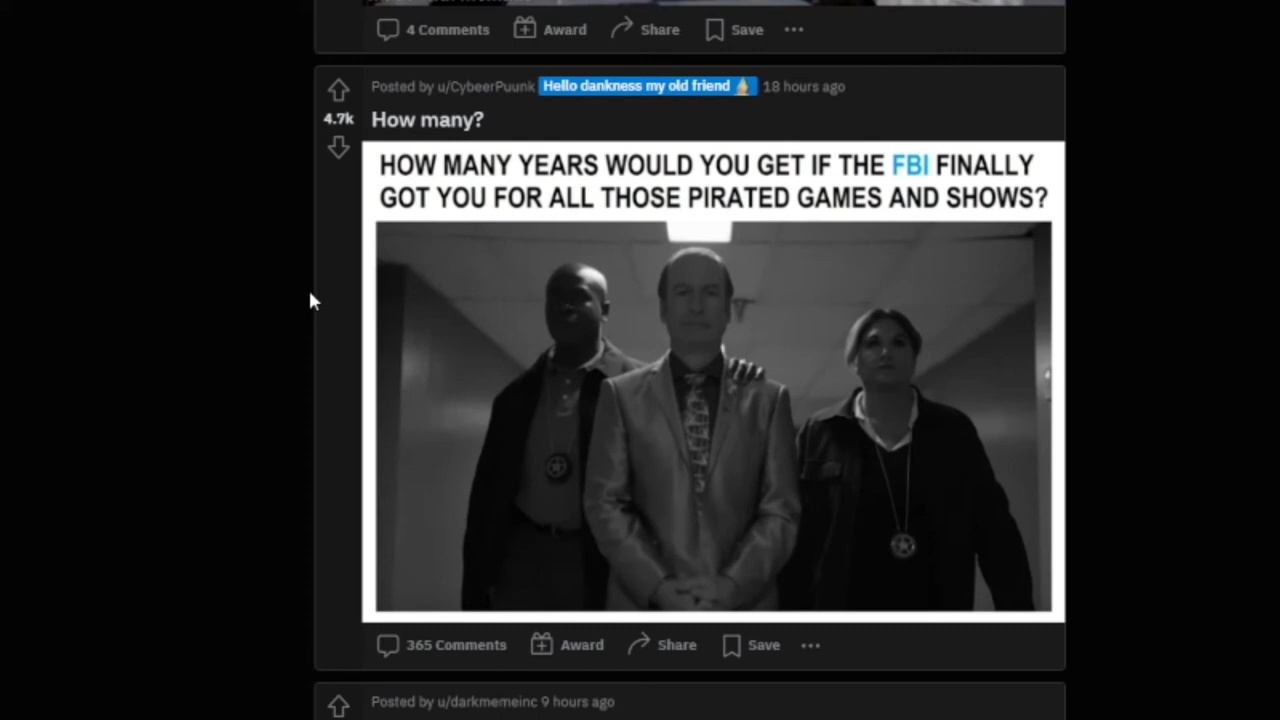 4 Comments Award Share Save
Posted by u/CybeerPuunk Hello dankness my old friend 18 hours ago
4.7k
How many?
HOW MANY YEARS WOULD YOU GET IF THE FBI FINALLY
GOT YOU FOR ALL THOSE PIRATED GAMES AND SHOWS?
365 Comments Award Share Save
Posted by u/darkmemeinc 9 hours ago